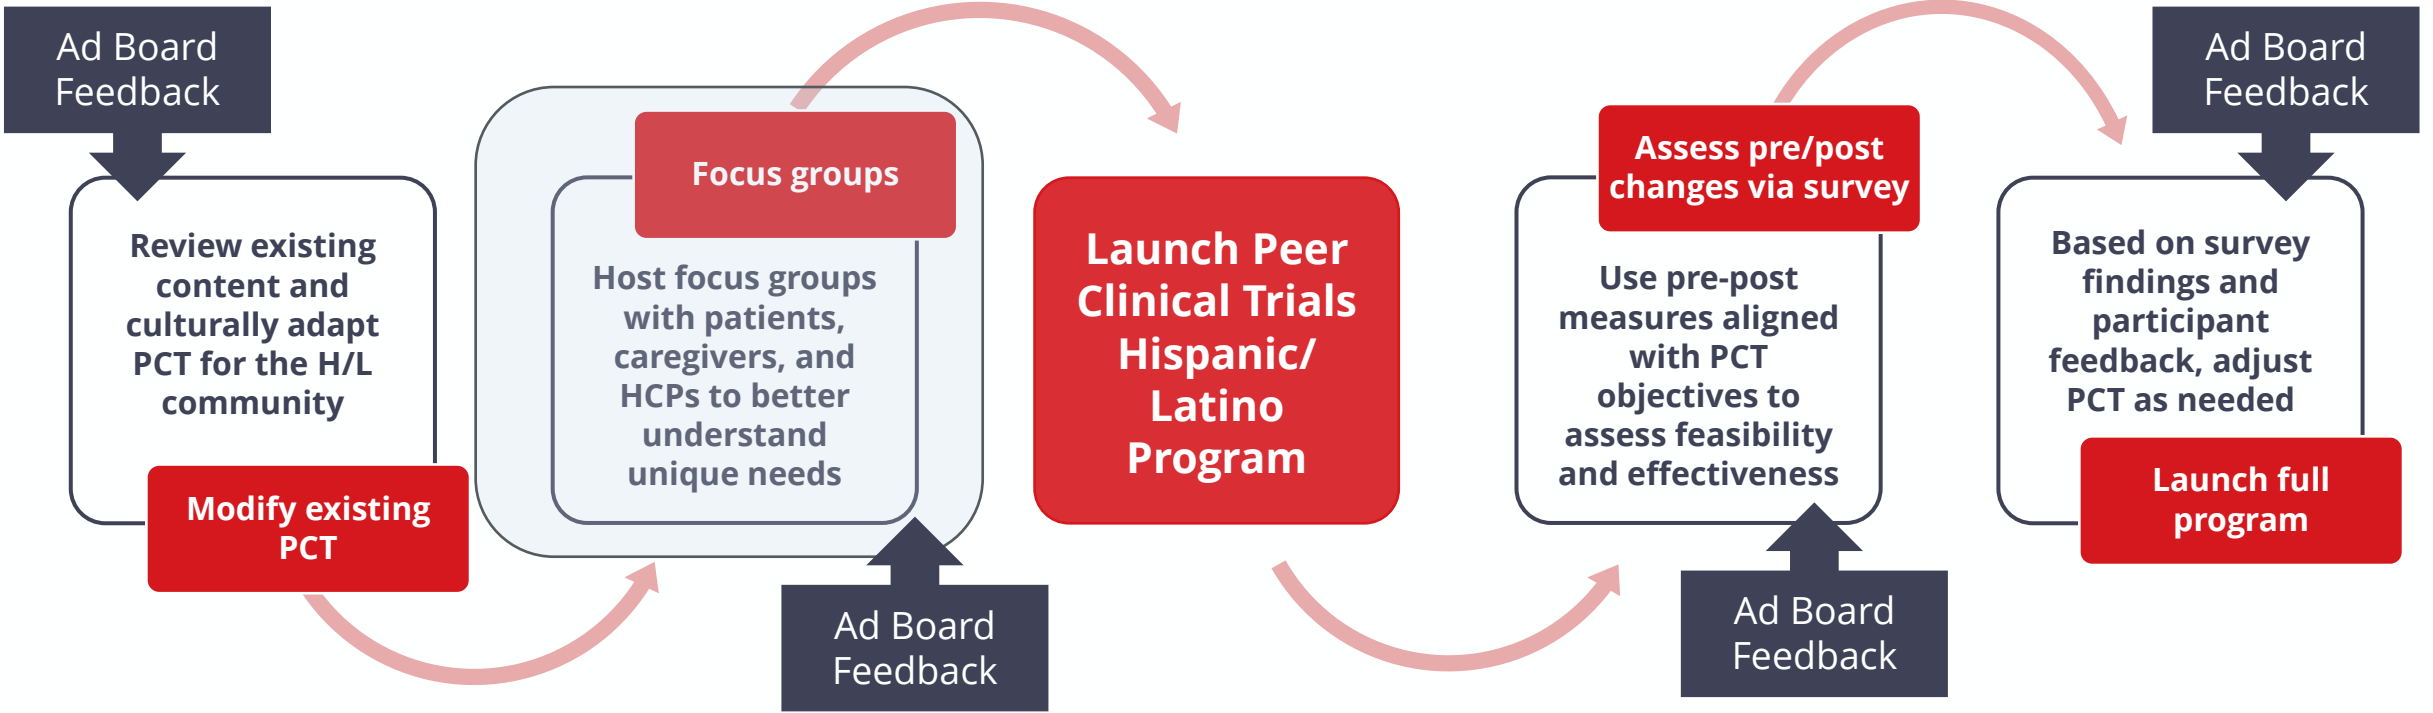 Ad Board
Feedback
Review existing
content and
culturally adapt
PCT for the H/L
community
Modify existing
PCT
Focus groups
Host focus groups
with patients,
caregivers, and
HCPs to better
understand
unique needs
Ad Board
Feedback
Launch Peer
Clinical Trials
Hispanic/
Latino
Program
Assess pre/post
changes via survey
Use pre-post
measures aligned
with PCT
objectives to
assess feasibility
and effectiveness
Ad Board
Feedback
Ad Board
Feedback
Based on survey
findings and
participant
feedback, adjust
PCT as needed
Launch full
program